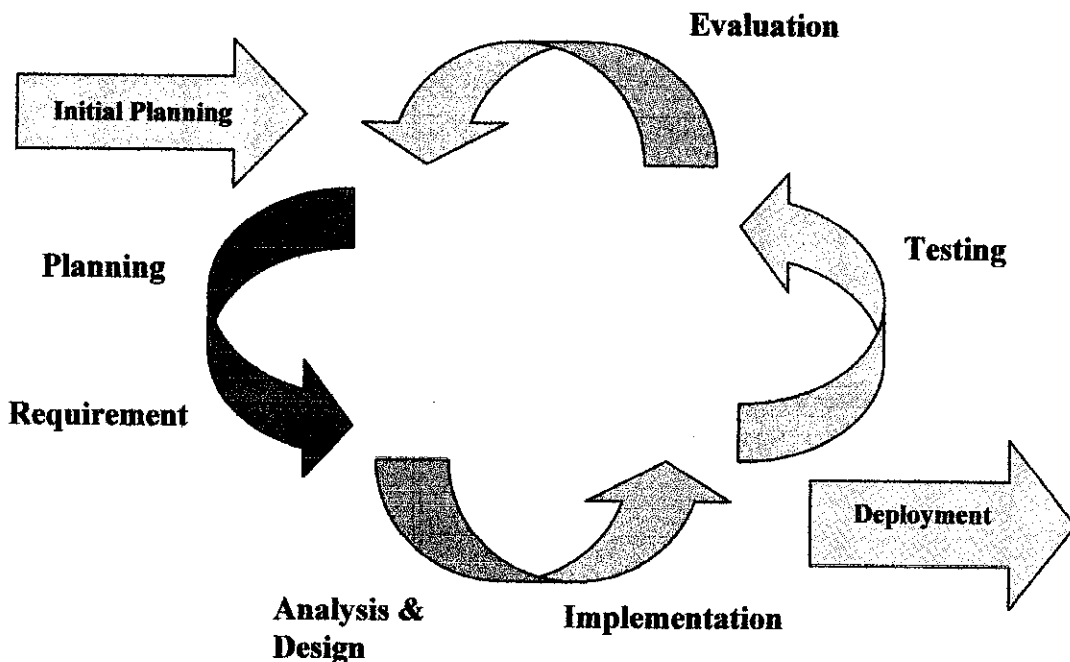 Evaluation
Initial Planning
Planning
Testing
Requirement
Deployment
Analysis &
Design
Implementation